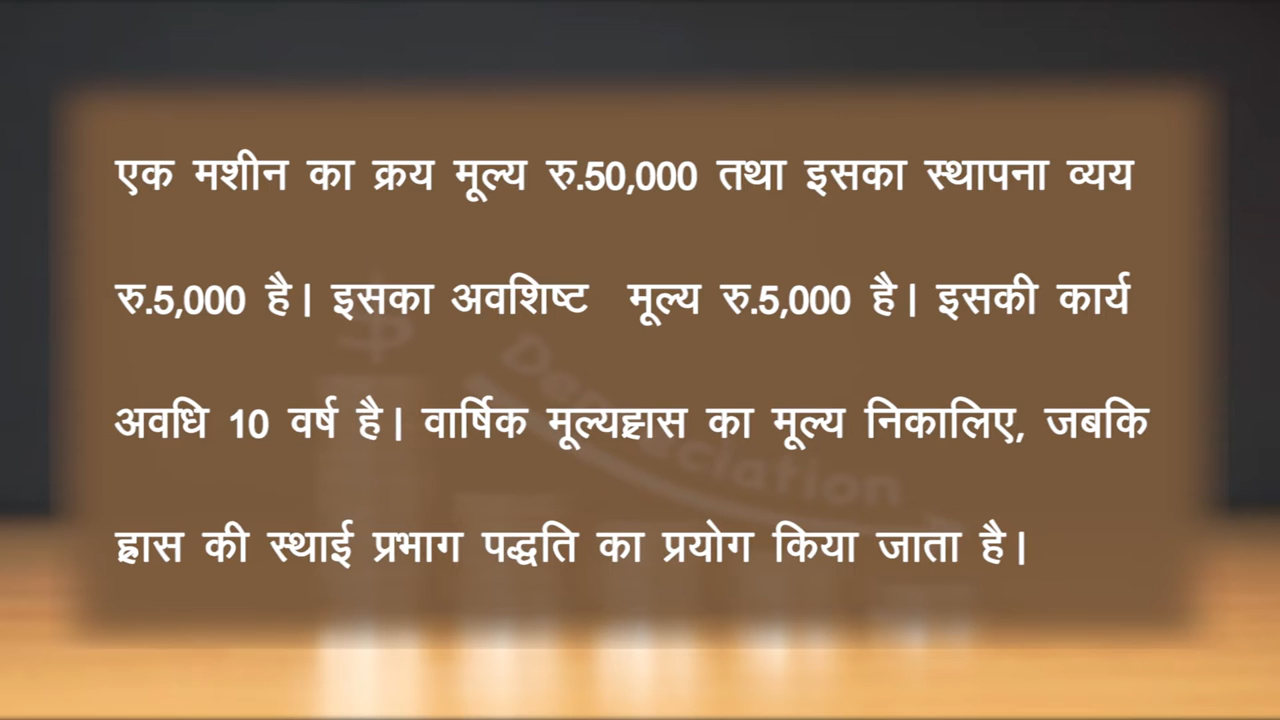 एक मशीन का क्रय मूल्य रु.50,000 तथा इसका स्थापना व्यय
रु.5,000 है। इसका अवशिष्ट मूल्य रु.5,000 है। इसकी कार्य
अवधि 10 वर्ष है। वार्षिक मूल्यह्रास का मूल्य निकालिए, जबकि
ह्रास की स्थाई प्रभाग पद्धति का प्रयोग किया जाता है।
Depreciation